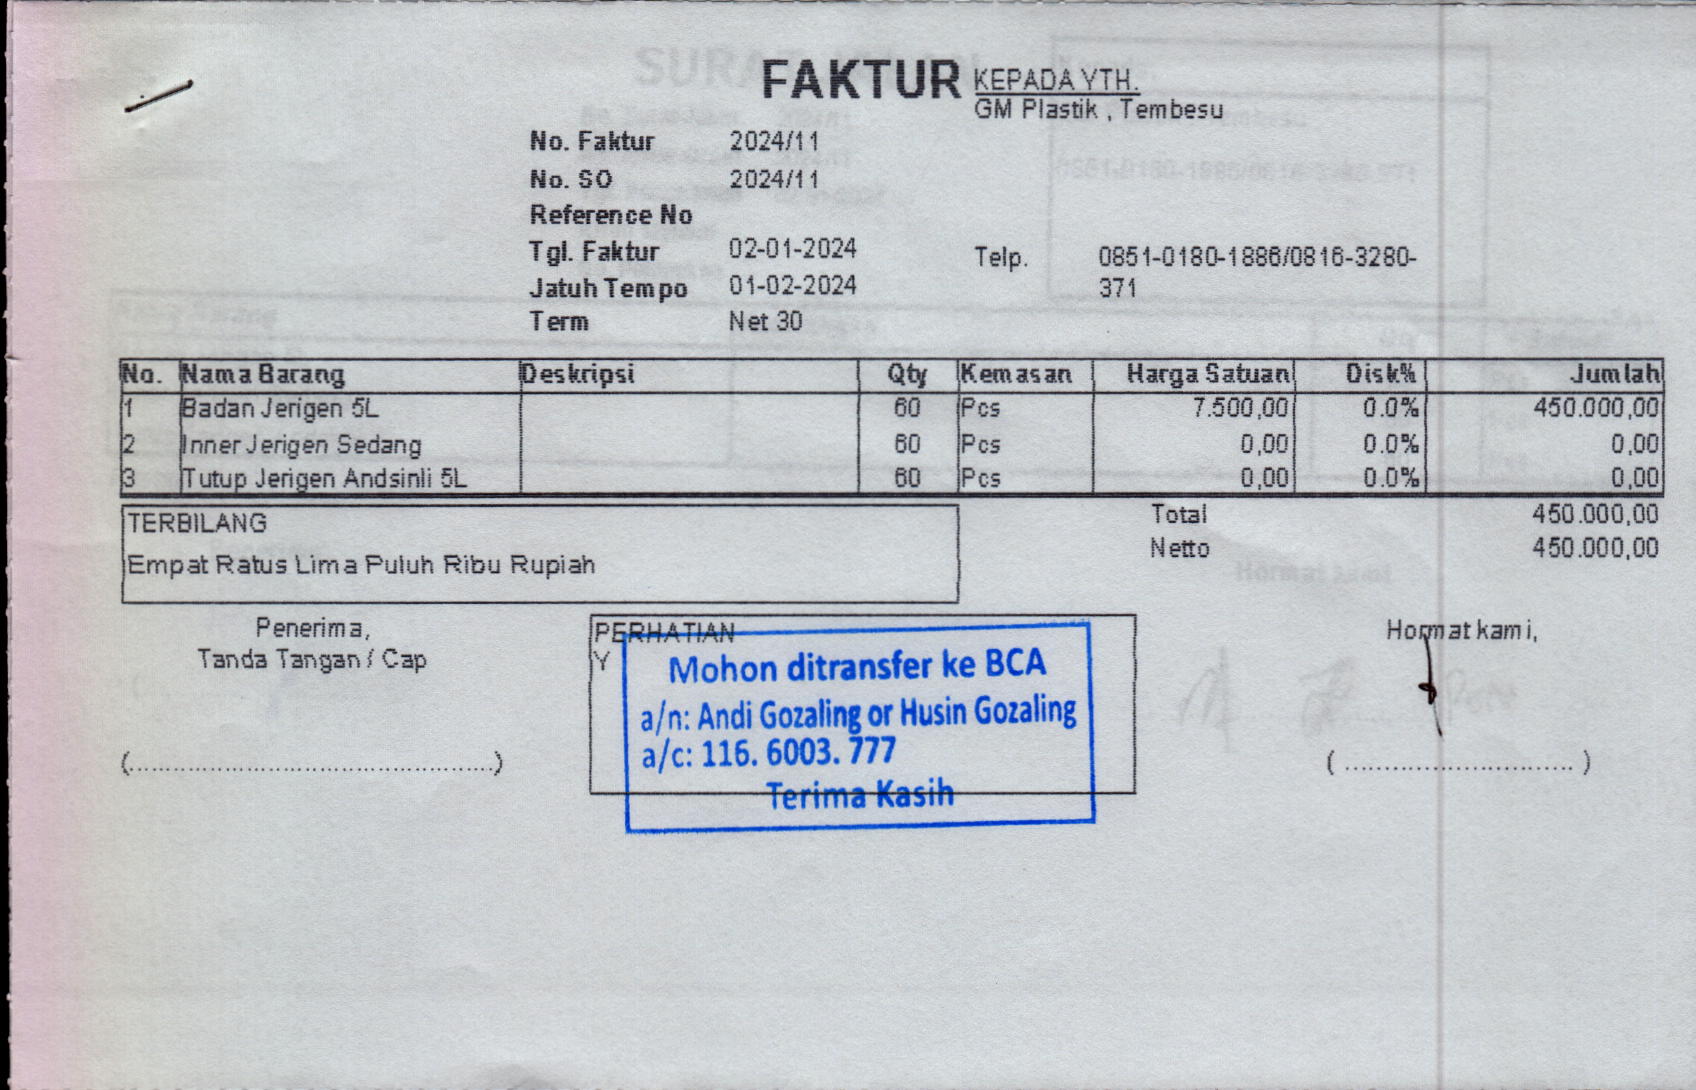 FAKTUR
KEPADA YTH.
GM Plastik , Tembesu
No. Faktur 2024/11
No. SO 2024/11
Reference No
Tgl. Faktur 02-01-2024
Telp. 0851-0180-1886/0816-3280-
371
Jatuh Tempo 01-02-2024
Term Net 30
No. Nama Barang Deskripsi Qty Kemasan Harga Satuan Disk% Jumlah
1 Badan Jerigen 5L 60 Pcs 7.500,00 0.0% 450.000,00
2 Inner Jerigen Sedang 60 Pcs 0,00 0.0% 0,00
3 Tutup Jerigen Andsinli 5L 60 Pcs 0,00 0.0% 0,00
TERBILANG
Empat Ratus Lima Puluh Ribu Rupiah
Total 450.000,00
Netto 450.000,00
Penerima,
Tanda Tangan / Cap
(..............................................)
PERHATIAN
Y
Mohon ditransfer ke BCA
a/n: Andi Gozaling or Husin Gozaling
a/c: 116. 6003. 777
Terima Kasih
Hormat kami,
( ............................. )